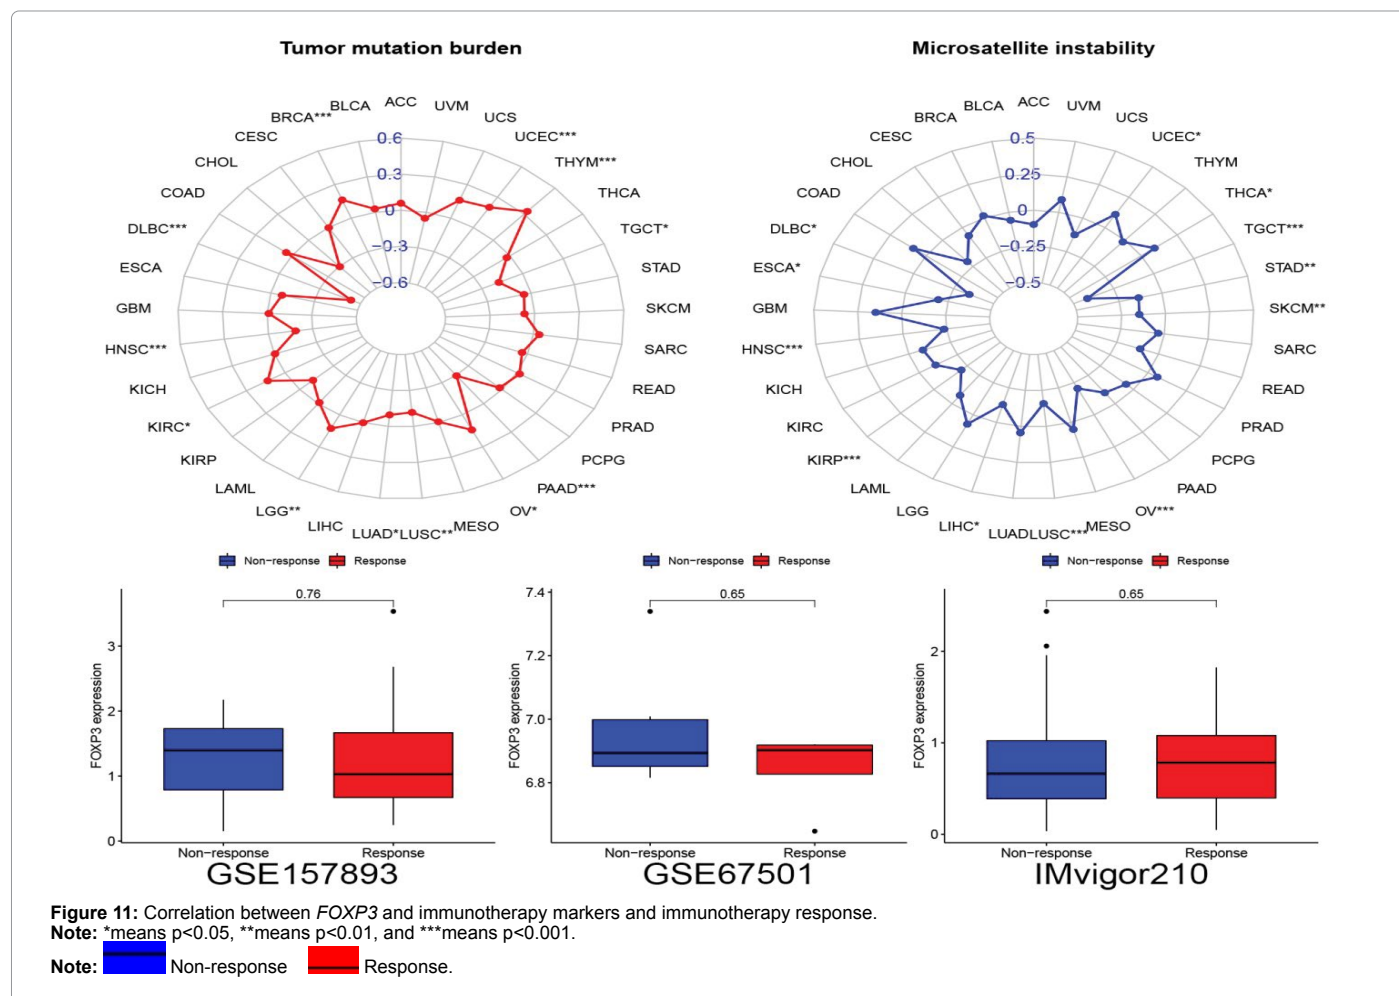 Tumor mutation burden
Microsatellite instability
ACC
UVM
UCS
UCEC***
THYM***
THCA
TGCT*
STAD
SKCM
SARC
READ
PRAD
PCPG
PAAD***
OV*
MESO
LUSC**
LUAD*
LIHC
LGG**
LAML
KIRP
KIRC*
KICH
HNSC***
GBM
ESCA
DLBC***
COAD
CHOL
CESC
BRCA***
BLCA
0.6
0.3
0
−0.3
−0.6
ACC
UVM
UCS
UCEC*
THYM
THCA*
TGCT***
STAD**
SKCM**
SARC
READ
PRAD
PCPG
PAAD
OV***
MESO
LUSC***
LUAD
LIHC*
LGG
LAML
KIRP***
KIRC
KICH
HNSC***
GBM
ESCA*
DLBC*
COAD
CHOL
CESC
BRCA
BLCA
0.5
0.25
0
−0.25
−0.5
Non−response Response
0.76
FOXP3 expression
3
2
1
0
Non−response Response
GSE157893
Non−response Response
0.65
FOXP3 expression
7.4
7.2
7.0
6.8
Non−response Response
GSE67501
Non−response Response
0.65
FOXP3 expression
2
1
0
Non−response Response
IMvigor210
Figure 11: Correlation between FOXP3 and immunotherapy markers and immunotherapy response.
Note: *means p<0.05, **means p<0.01, and ***means p<0.001.
Note: Non-response Response.